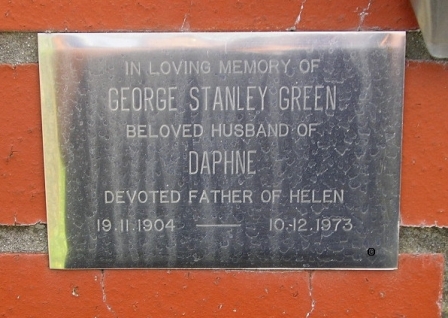 IN LOVING MEMORY OF
GEORGE STANLEY GREEN
BELOVED HUSBAND OF
DAPHNE
DEVOTED FATHER OF HELEN
19.11.1904 — 10.12.1973